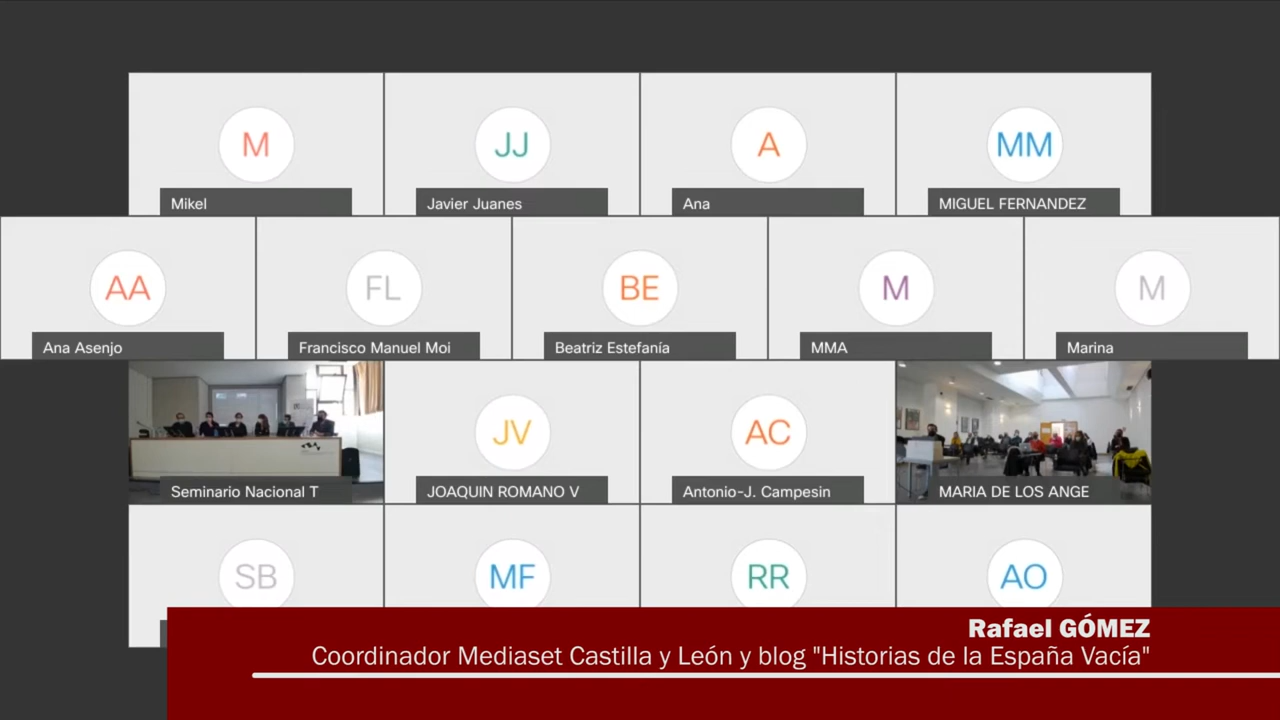 M
JJ
A
MM
Mikel
Javier Juanes
Ana
MIGUEL FERNANDEZ
AA
FL
BE
M
M
Ana Asenjo
Francisco Manuel Moi
Beatriz Estefanía
MMA
Marina
JV
AC
Seminario Nacional T
JOAQUIN ROMANO V
Antonio-J. Campesin
MARIA DE LOS ANGE
SB
MF
RR
AO
Rafael GÓMEZ
Coordinador Mediaset Castilla y León y blog "Historias de la España Vacía"